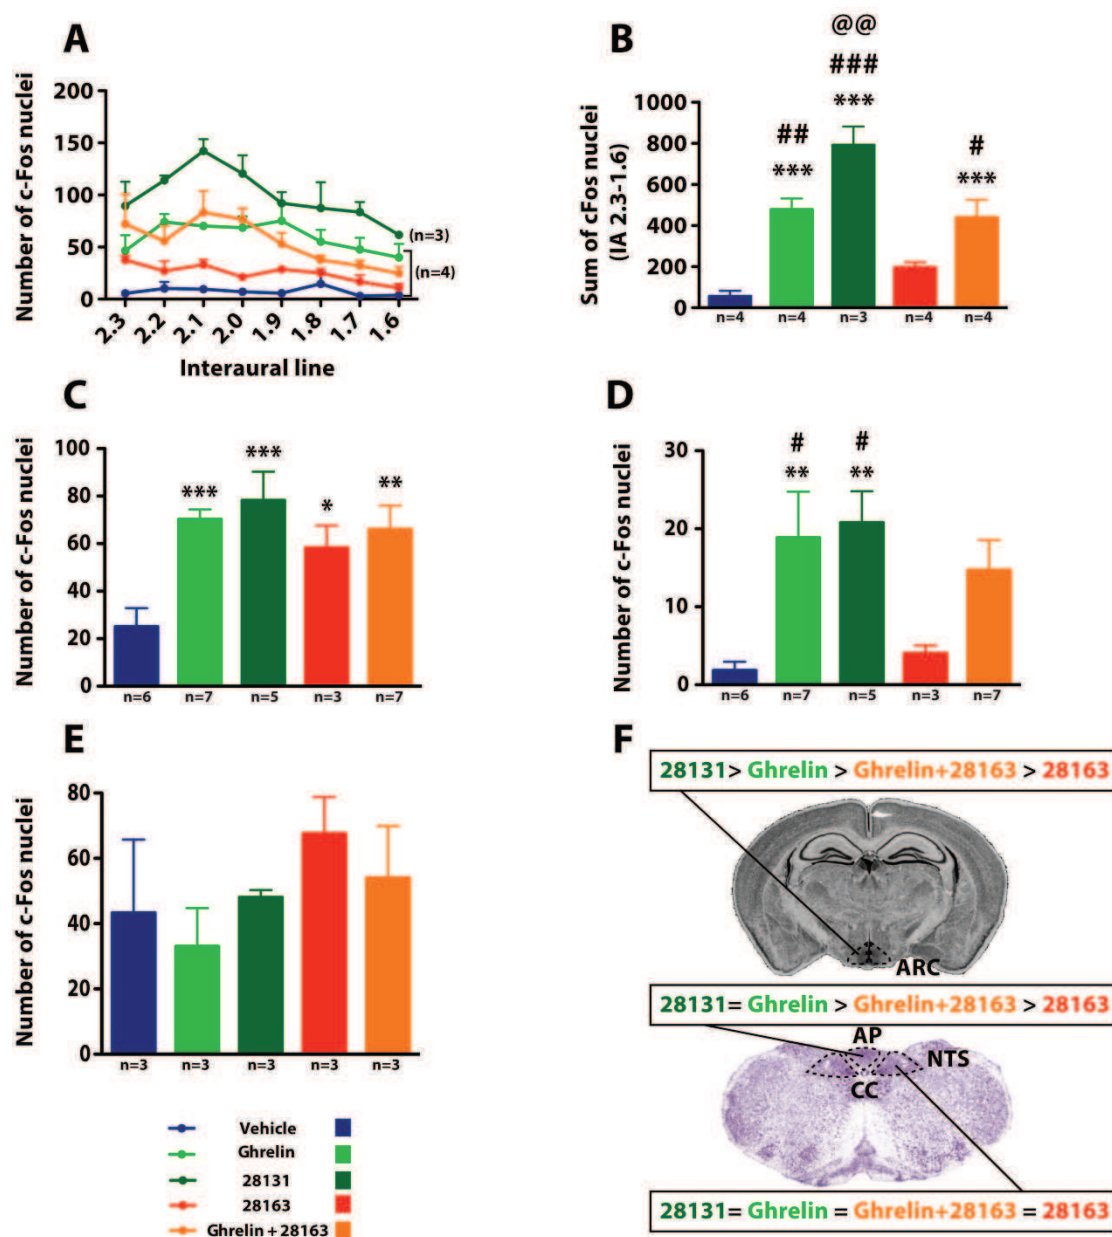 A
Number of c-Fos nuclei
200
150
100
50
0
(n=3)
(n=4)
2.3 2.2 2.1 2.0 1.9 1.8 1.7 1.6
Interaural line
B
Sum of cFos nuclei
(IA 2.3-1.6)
1000
800
600
400
200
0
@@
## ### #
*** *** ***
n=4 n=4 n=3 n=4 n=4
C
Number of c-Fos nuclei
100
80
60
40
20
0
*** *** * **
n=6 n=7 n=5 n=3 n=7
D
Number of c-Fos nuclei
30
20
10
0
# #
** **
n=6 n=7 n=5 n=3 n=7
E
Number of c-Fos nuclei
80
60
40
20
0
n=3 n=3 n=3 n=3 n=3
Vehicle
Ghrelin
28131
28163
Ghrelin + 28163
F
28131> Ghrelin > Ghrelin+28163 > 28163
ARC
28131= Ghrelin > Ghrelin+28163 > 28163
AP
NTS
CC
28131= Ghrelin = Ghrelin+28163 = 28163